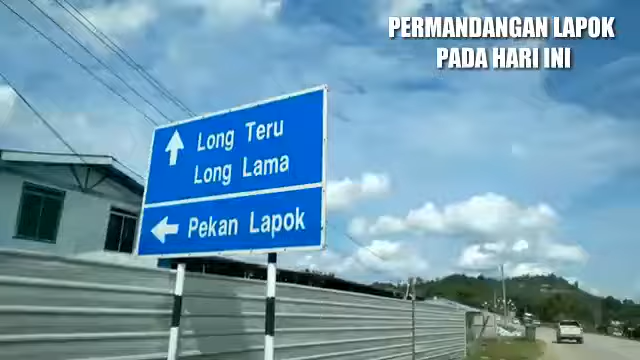 PERMANDANGAN LAPOK
PADA HARI INI
Long Teru
Long Lama
Pekan Lapok